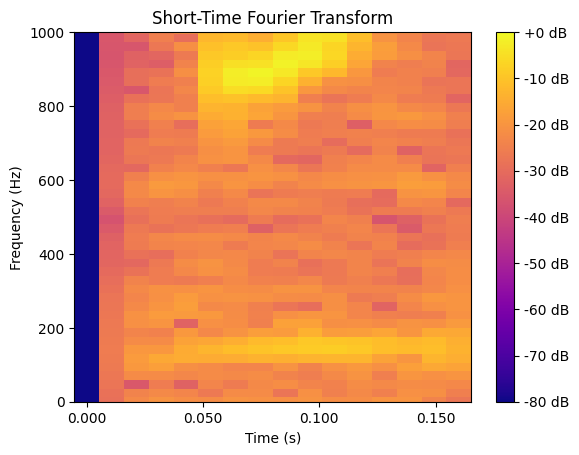 Short-Time Fourier Transform
1000
800
600
400
200
0
Frequency (Hz)
0.000
0.050
0.100
0.150
Time (s)
+0 dB
-10 dB
-20 dB
-30 dB
-40 dB
-50 dB
-60 dB
-70 dB
-80 dB